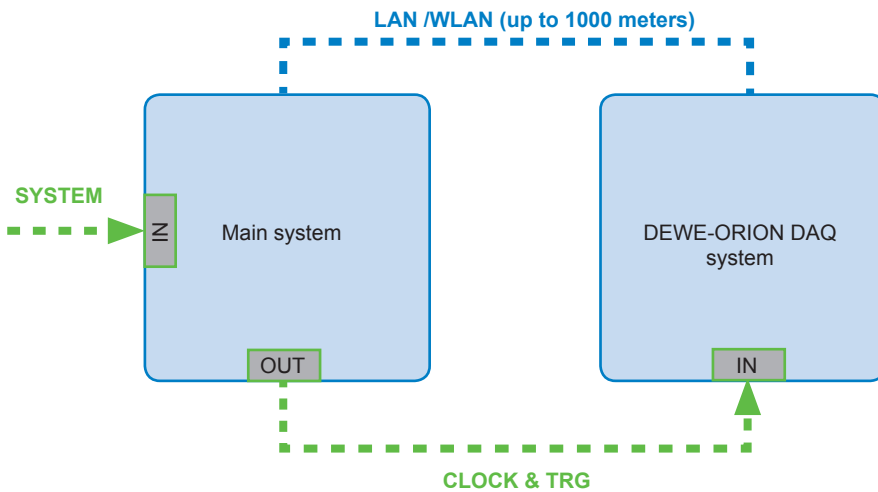 LAN /WLAN (up to 1000 meters)
SYSTEM
IN
Main system
DEWE-ORION DAQ
system
OUT
IN
CLOCK & TRG